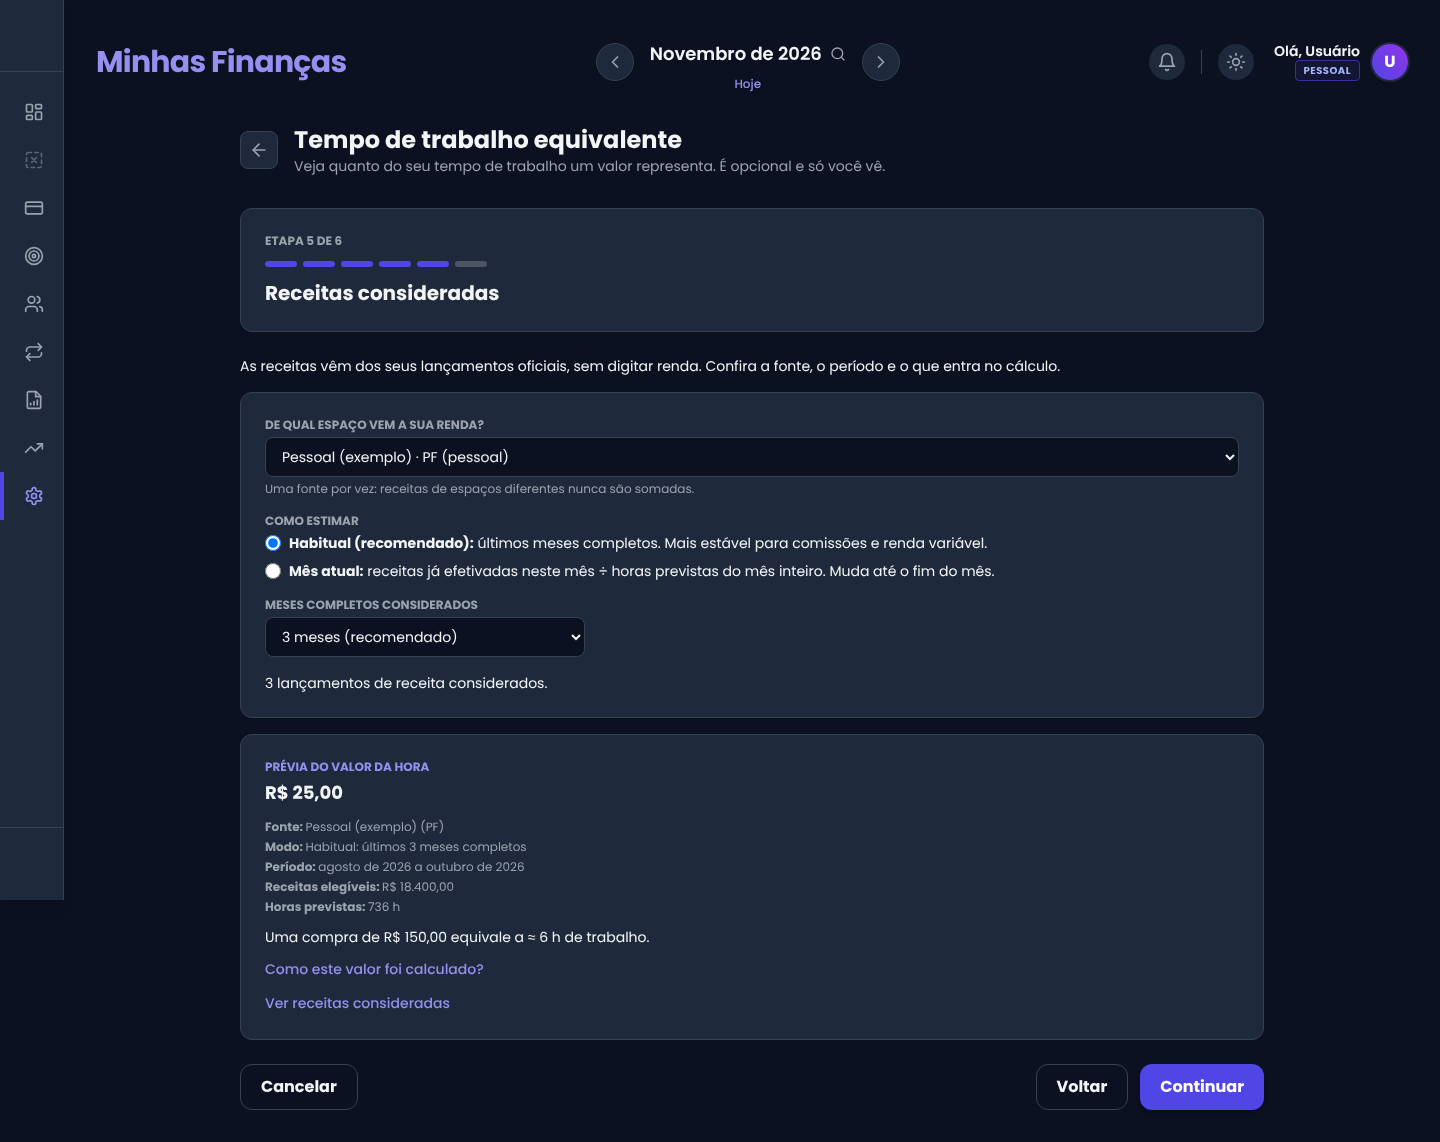 Minhas Finanças
Novembro de 2026
Hoje
Olá, Usuário
PESSOAL
U
Tempo de trabalho equivalente
Veja quanto do seu tempo de trabalho um valor representa. É opcional e só você vê.
ETAPA 5 DE 6
Receitas consideradas
As receitas vêm dos seus lançamentos oficiais, sem digitar renda. Confira a fonte, o período e o que entra no cálculo.
DE QUAL ESPAÇO VEM A SUA RENDA?
Pessoal (exemplo) · PF (pessoal)
Uma fonte por vez: receitas de espaços diferentes nunca são somadas.
COMO ESTIMAR
Habitual (recomendado): últimos meses completos. Mais estável para comissões e renda variável.
Mês atual: receitas já efetivadas neste mês ÷ horas previstas do mês inteiro. Muda até o fim do mês.
MESES COMPLETOS CONSIDERADOS
3 meses (recomendado)
3 lançamentos de receita considerados.
PRÉVIA DO VALOR DA HORA
R$ 25,00
Fonte: Pessoal (exemplo) (PF)
Modo: Habitual: últimos 3 meses completos
Período: agosto de 2026 a outubro de 2026
Receitas elegíveis: R$ 18.400,00
Horas previstas: 736 h
Uma compra de R$ 150,00 equivale a ≈ 6 h de trabalho.
Como este valor foi calculado?
Ver receitas consideradas
Cancelar
Voltar
Continuar